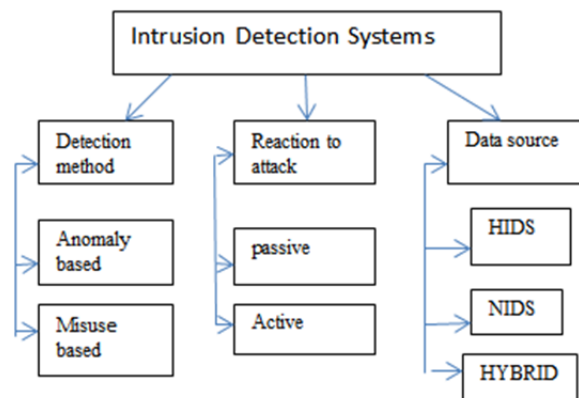 Intrusion Detection Systems
Detection
method
Anomaly
based
Misuse
based
Reaction to
attack
passive
Active
Data source
HIDS
NIDS
HYBRID